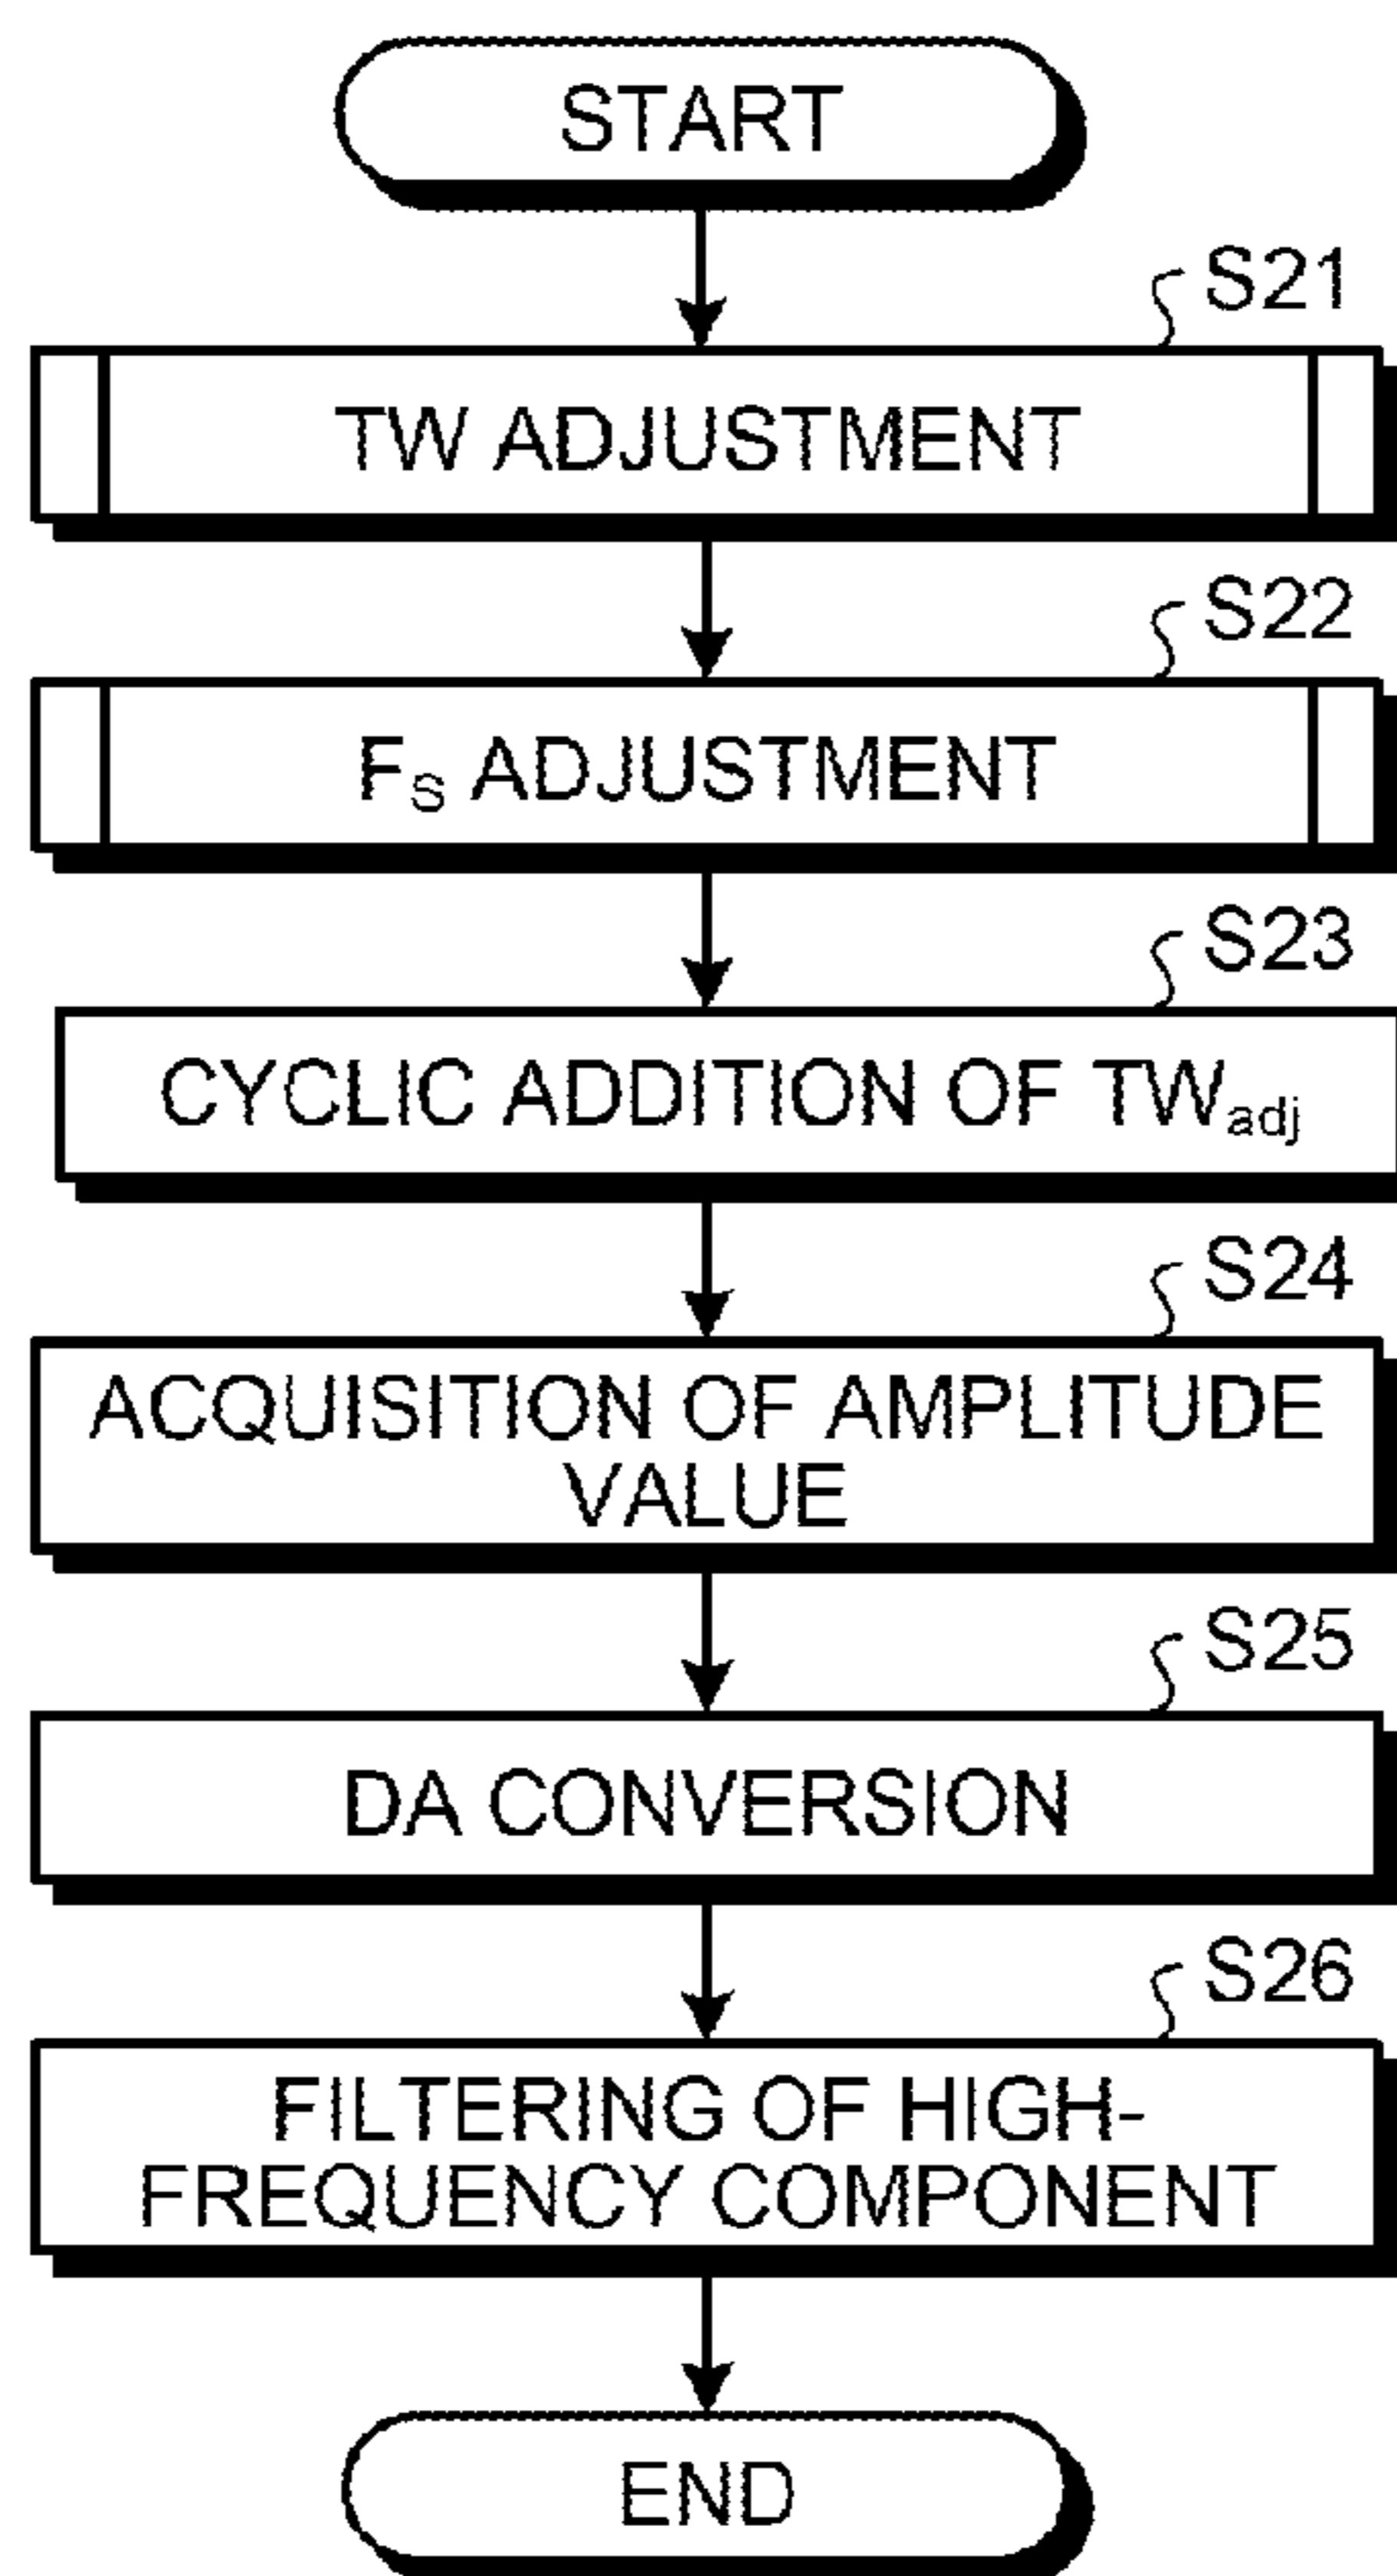 START
S21
TW ADJUSTMENT
S22
FS ADJUSTMENT
S23
CYCLIC ADDITION OF TWadj
S24
ACQUISITION OF AMPLITUDE
VALUE
S25
DA CONVERSION
S26
FILTERING OF HIGH-
FREQUENCY COMPONENT
END